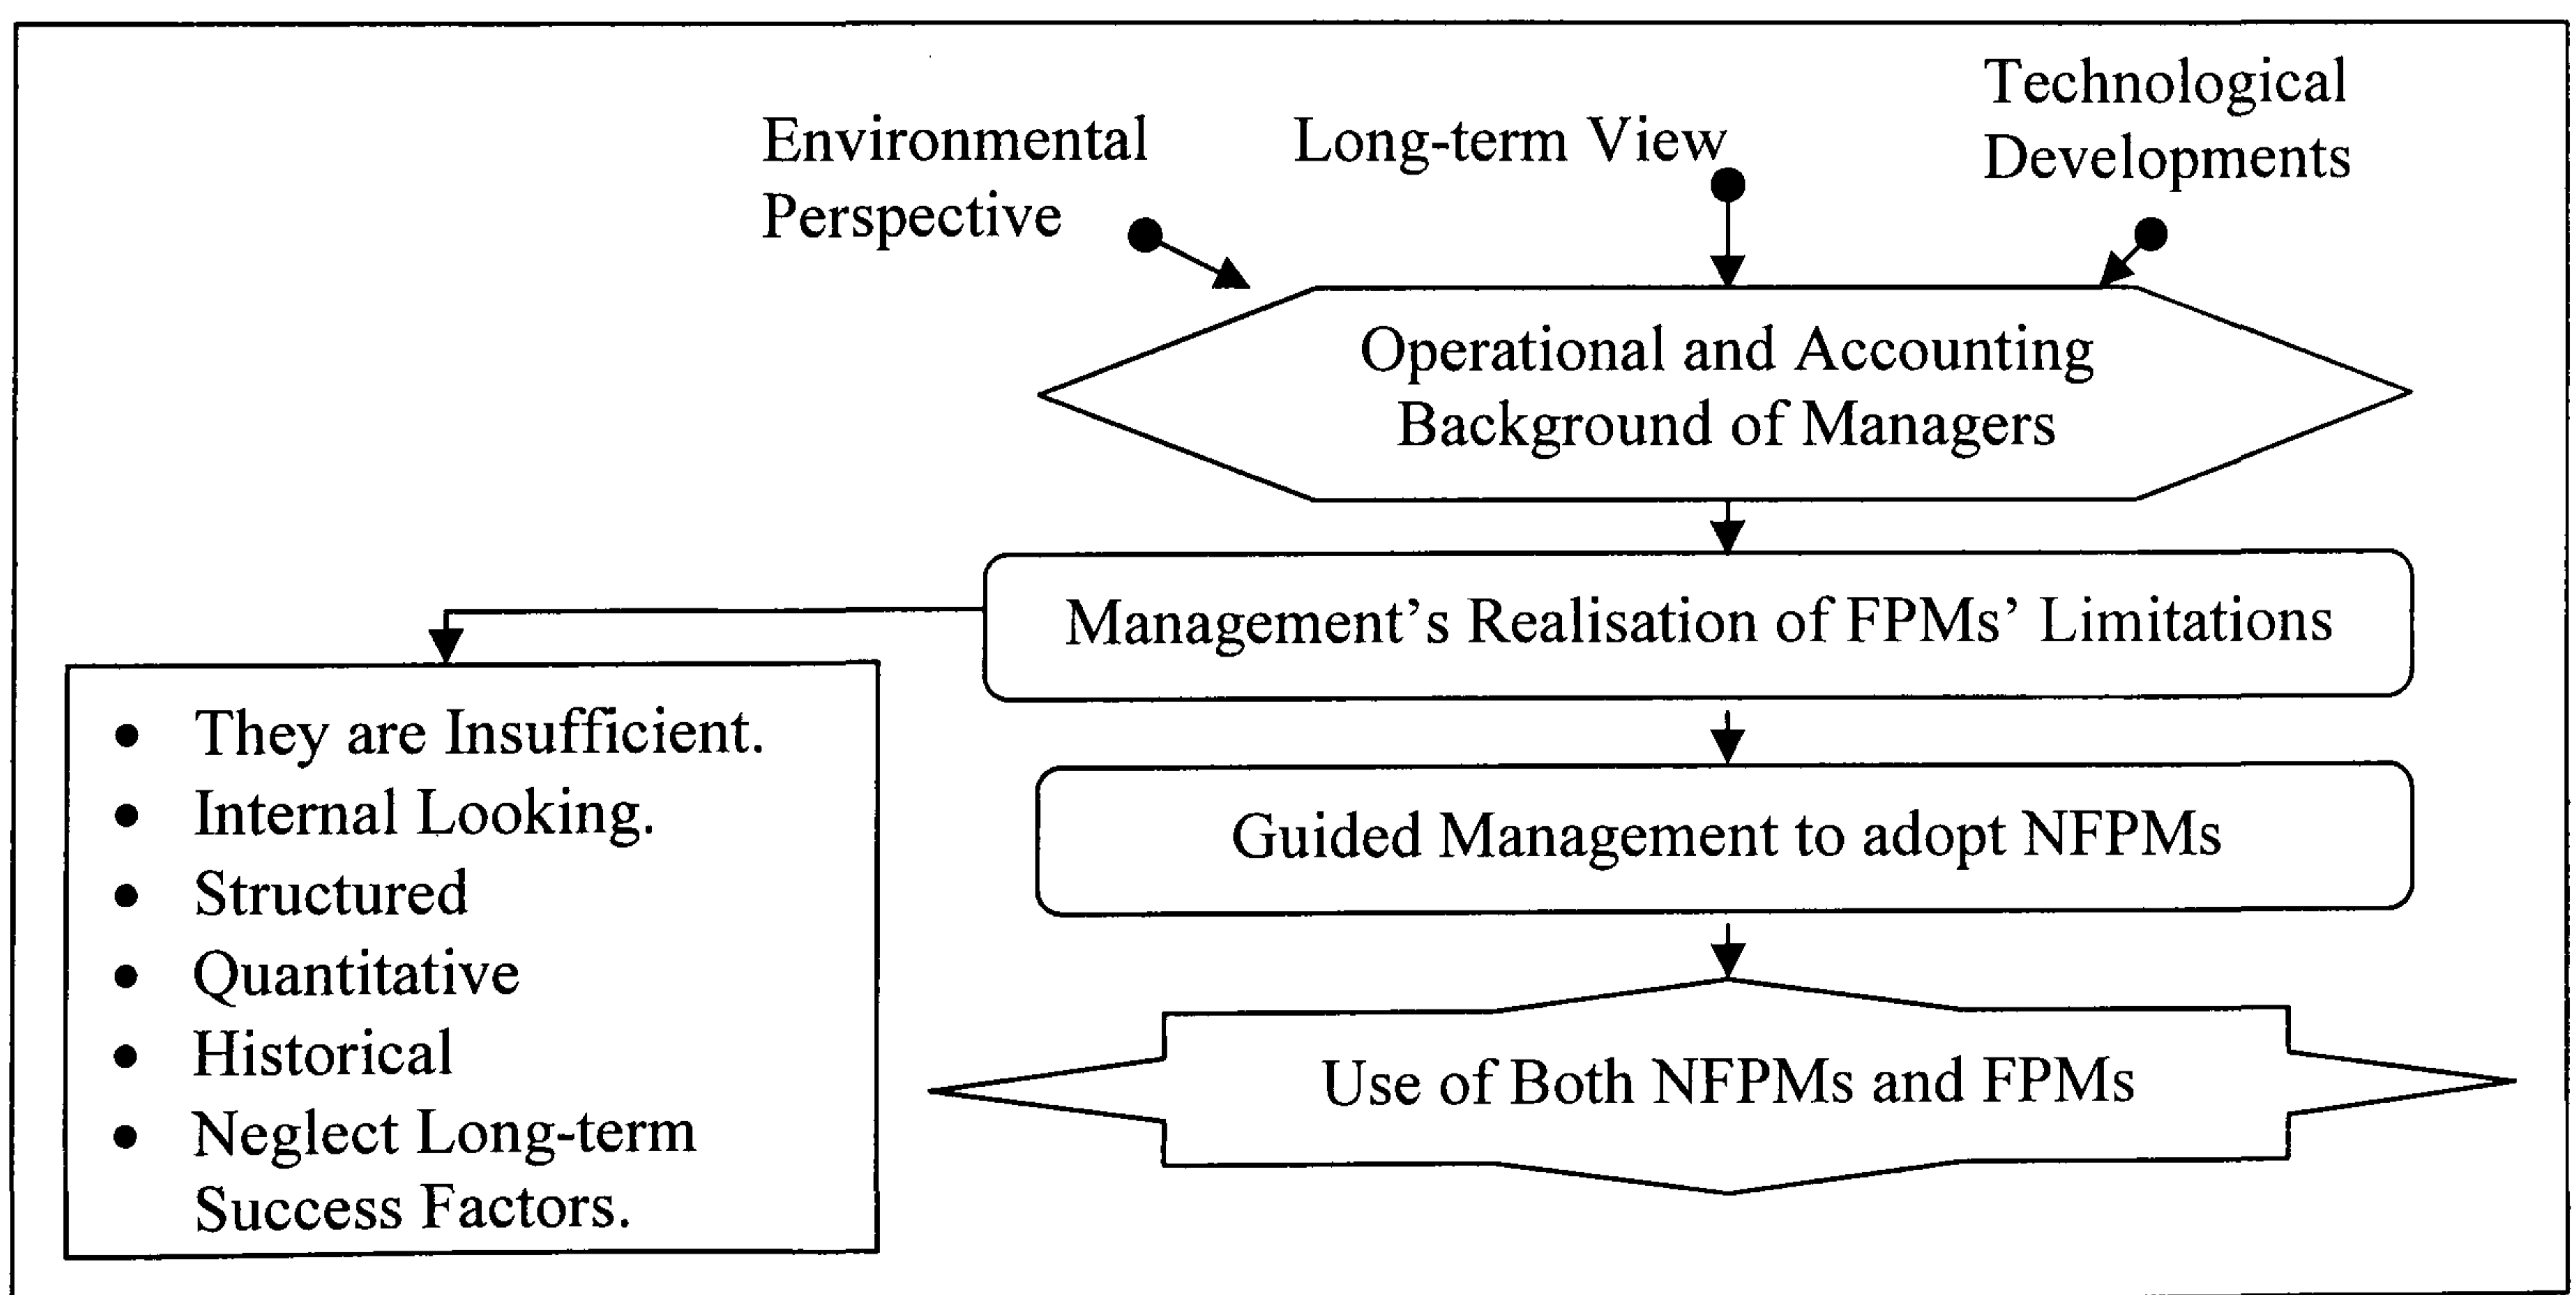 Environmental
Perspective
Long-term View
Technological
Developments
Operational and Accounting
Background of Managers
Management’s Realisation of FPMs’ Limitations
• They are Insufficient.
• Internal Looking.
• Structured
• Quantitative
• Historical
• Neglect Long-term
Success Factors.
Guided Management to adopt NFPMs
Use of Both NFPMs and FPMs